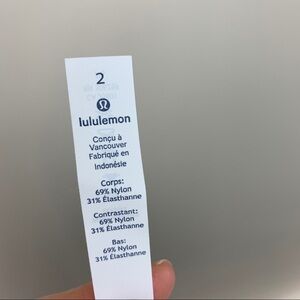 2
lululemon
Conçu à
Vancouver
Fabriqué en
Indonésie
Corps:
69% Nylon
31% Élasthanne
Contrastant:
69% Nylon
31% Élasthanne
Bas:
69% Nylon
31% Élasthanne